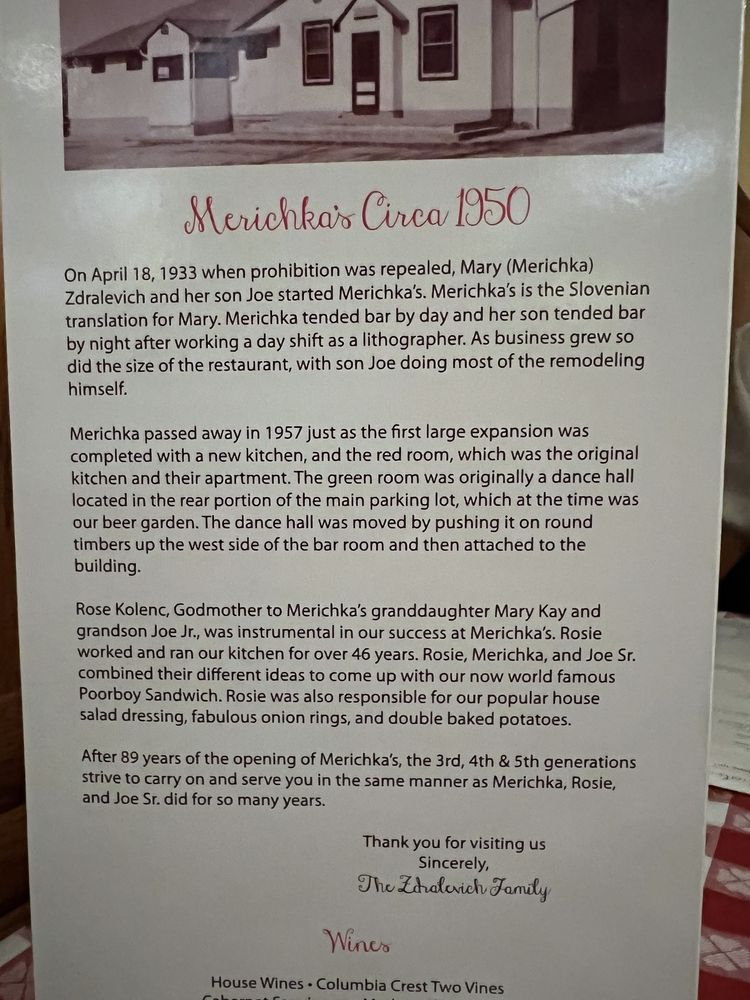 Merichka's Circa 1950
On April 18, 1933 when prohibition was repealed, Mary (Merichka)
Zdralevich and her son Joe started Merichka's. Merichka's is the Slovenian
translation for Mary. Merichka tended bar by day and her son tended bar
by night after working a day shift as a lithographer. As business grew so
did the size of the restaurant, with son Joe doing most of the remodeling
himself.
Merichka passed away in 1957 just as the first large expansion was
completed with a new kitchen, and the red room, which was the original
kitchen and their apartment. The green room was originally a dance hall
located in the rear portion of the main parking lot, which at the time was
our beer garden. The dance hall was moved by pushing it on round
timbers up the west side of the bar room and then attached to the
building.
Rose Kolenc, Godmother to Merichka's granddaughter Mary Kay and
grandson Joe Jr., was instrumental in our success at Merichka's. Rosie
worked and ran our kitchen for over 46 years. Rosie, Merichka, and Joe Sr.
combined their different ideas to come up with our now world famous
Poorboy Sandwich. Rosie was also responsible for our popular house
salad dressing, fabulous onion rings, and double baked potatoes.
After 89 years of the opening of Merichka's, the 3rd, 4th & 5th generations
strive to carry on and serve you in the same manner as Merichka, Rosie,
and Joe Sr. did for so many years.
Thank you for visiting us
Sincerely,
The Zdralevich Family
Wines
House Wines • Columbia Crest Two Vines